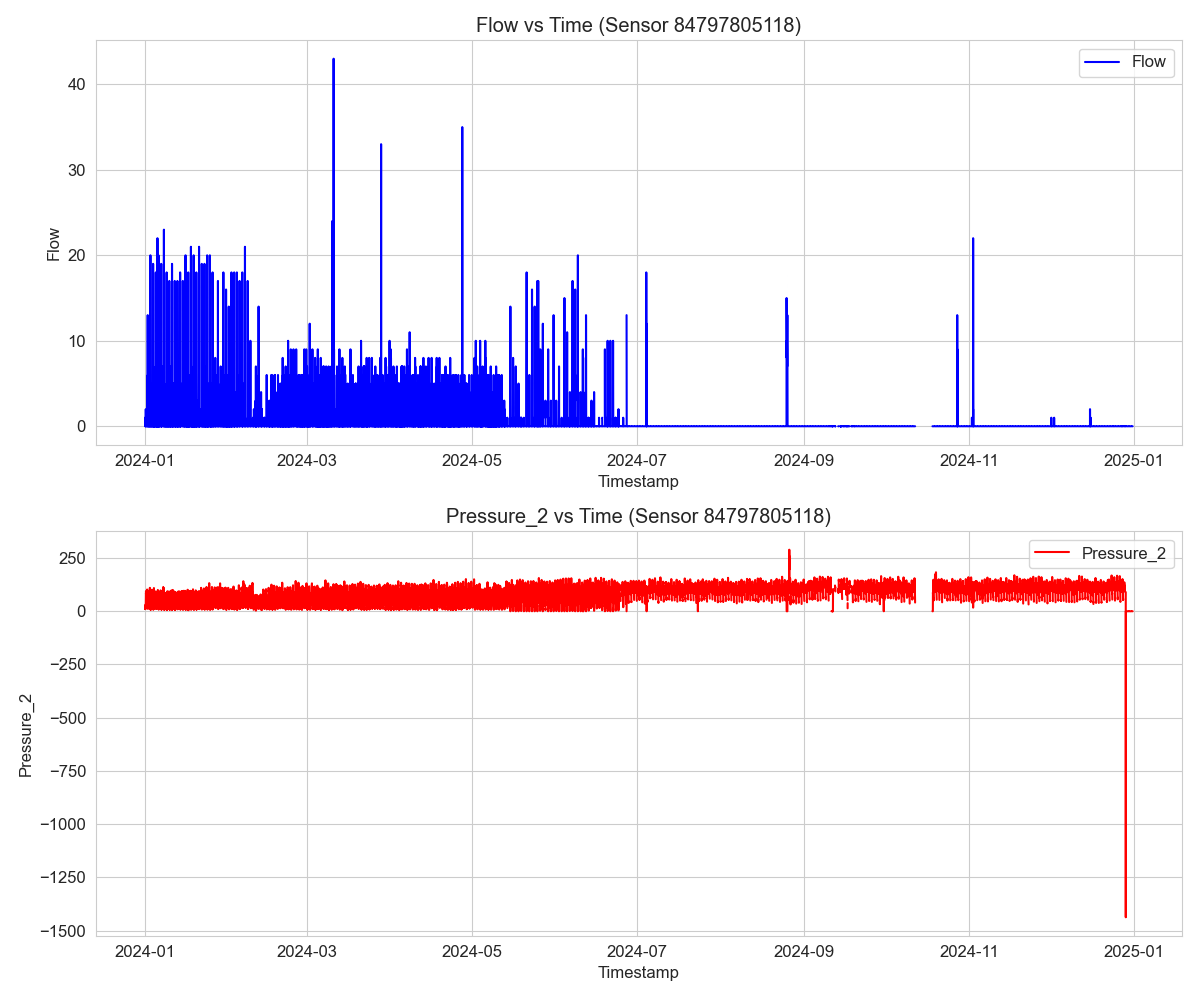 Flow vs Time (Sensor 84797805118)
Flow
40
30
20
10
0
Flow
2024-01 2024-03 2024-05 2024-07 2024-09 2024-11 2025-01
Timestamp
Pressure_2 vs Time (Sensor 84797805118)
Pressure_2
250
0
−250
−500
−750
−1000
−1250
−1500
Pressure_2
2024-01 2024-03 2024-05 2024-07 2024-09 2024-11 2025-01
Timestamp